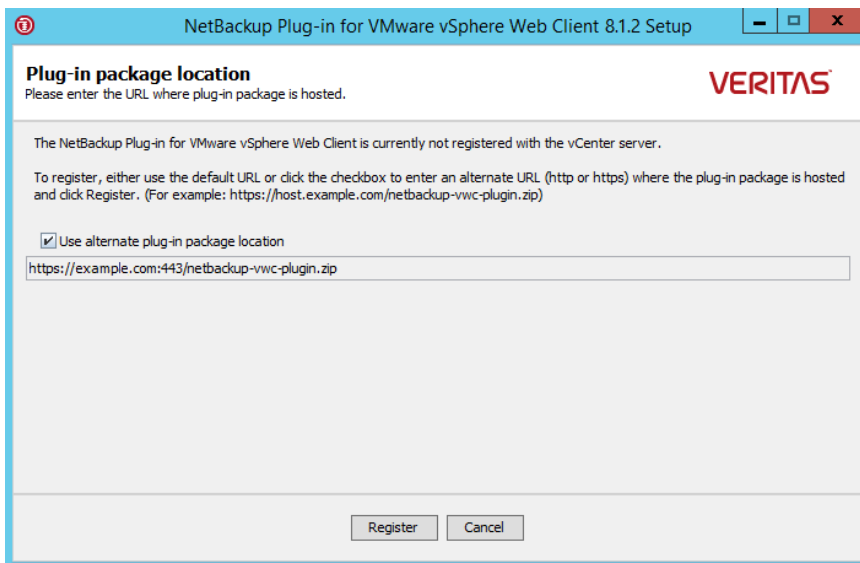 NetBackup Plug-in for VMware vSphere Web Client 8.1.2 Setup
Plug-in package location
Please enter the URL where plug-in package is hosted.
VERITAS
The NetBackup Plug-in for VMware vSphere Web Client is currently not registered with the vCenter server.
To register, either use the default URL or click the checkbox to enter an alternate URL (http or https) where the plug-in package is hosted
and click Register. (For example: https://host.example.com/netbackup-vwc-plugin.zip)
Use alternate plug-in package location
https://example.com:443/netbackup-vwc-plugin.zip
Register Cancel